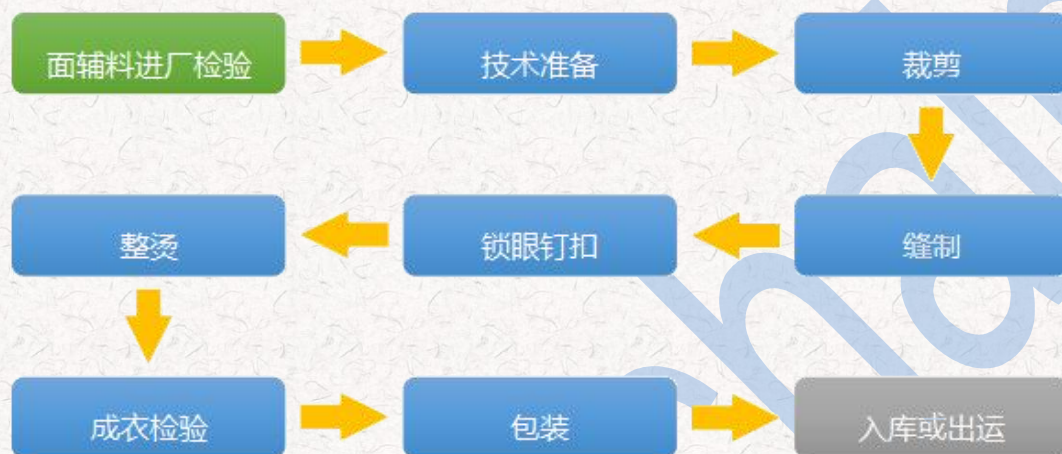 面辅料进厂检验
技术准备
裁剪
缝制
锁眼钉扣
整烫
成衣检验
包装
入库或出运